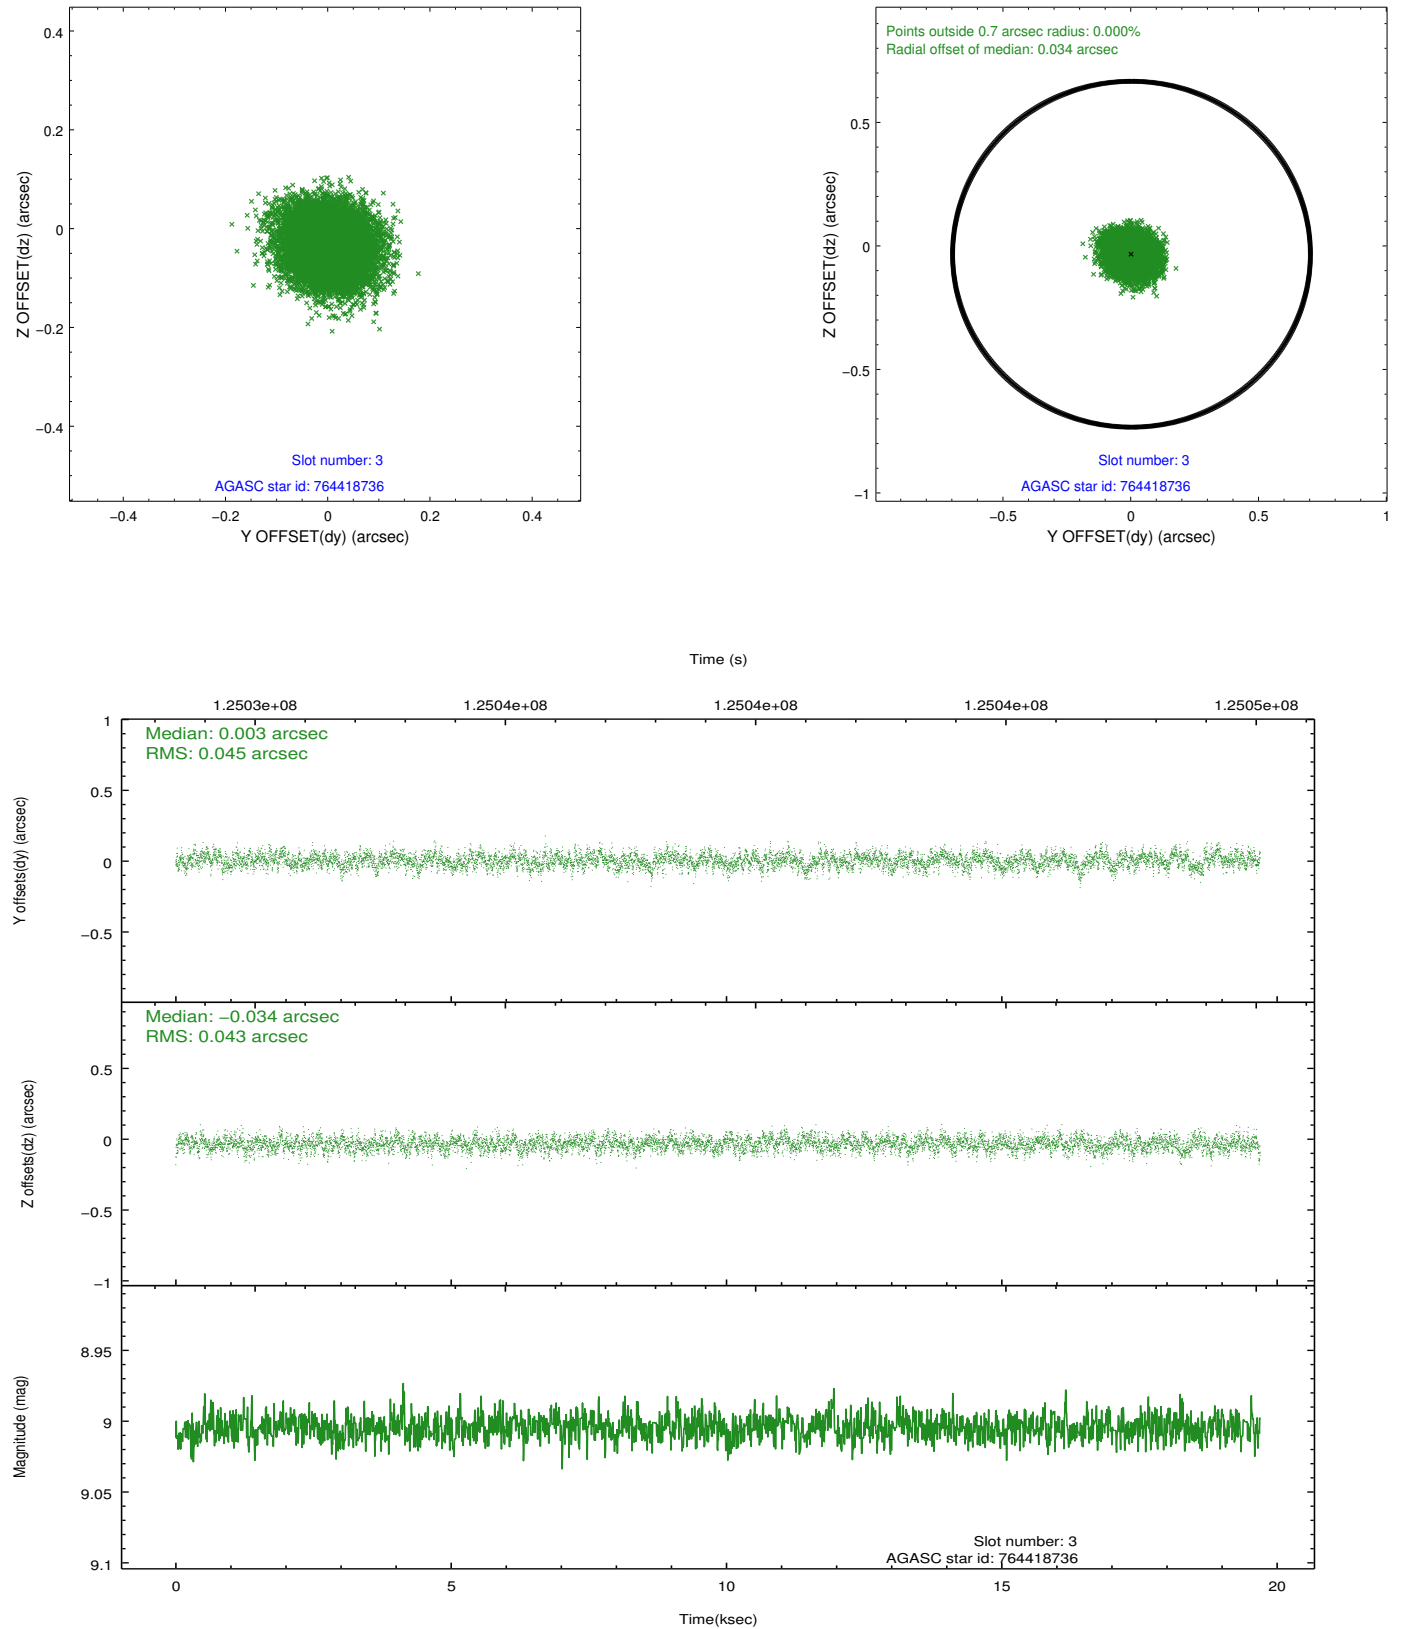 0.4
0.2
0
−0.2
−0.4
Z OFFSET(dz) (arcsec)
Slot number: 3
AGASC star id: 764418736
−0.4 −0.2 0 0.2 0.4
Y OFFSET(dy) (arcsec)
Points outside 0.7 arcsec radius: 0.000%
Radial offset of median: 0.034 arcsec
0.5
0
−0.5
−1
Z OFFSET(dz) (arcsec)
Slot number: 3
AGASC star id: 764418736
−0.5 0 0.5 1
Y OFFSET(dy) (arcsec)
Time (s)
1.2503e+08 1.2504e+08 1.2504e+08 1.2504e+08 1.2505e+08
Median: 0.003 arcsec
RMS: 0.045 arcsec
1
0.5
0
−0.5
Y offsets(dy) (arcsec)
Median: −0.034 arcsec
RMS: 0.043 arcsec
0.5
0
−0.5
−1
Z offsets(dz) (arcsec)
8.95
9
9.05
9.1
Magnitude (mag)
Slot number: 3
AGASC star id: 764418736
0 5 10 15 20
Time(ksec)